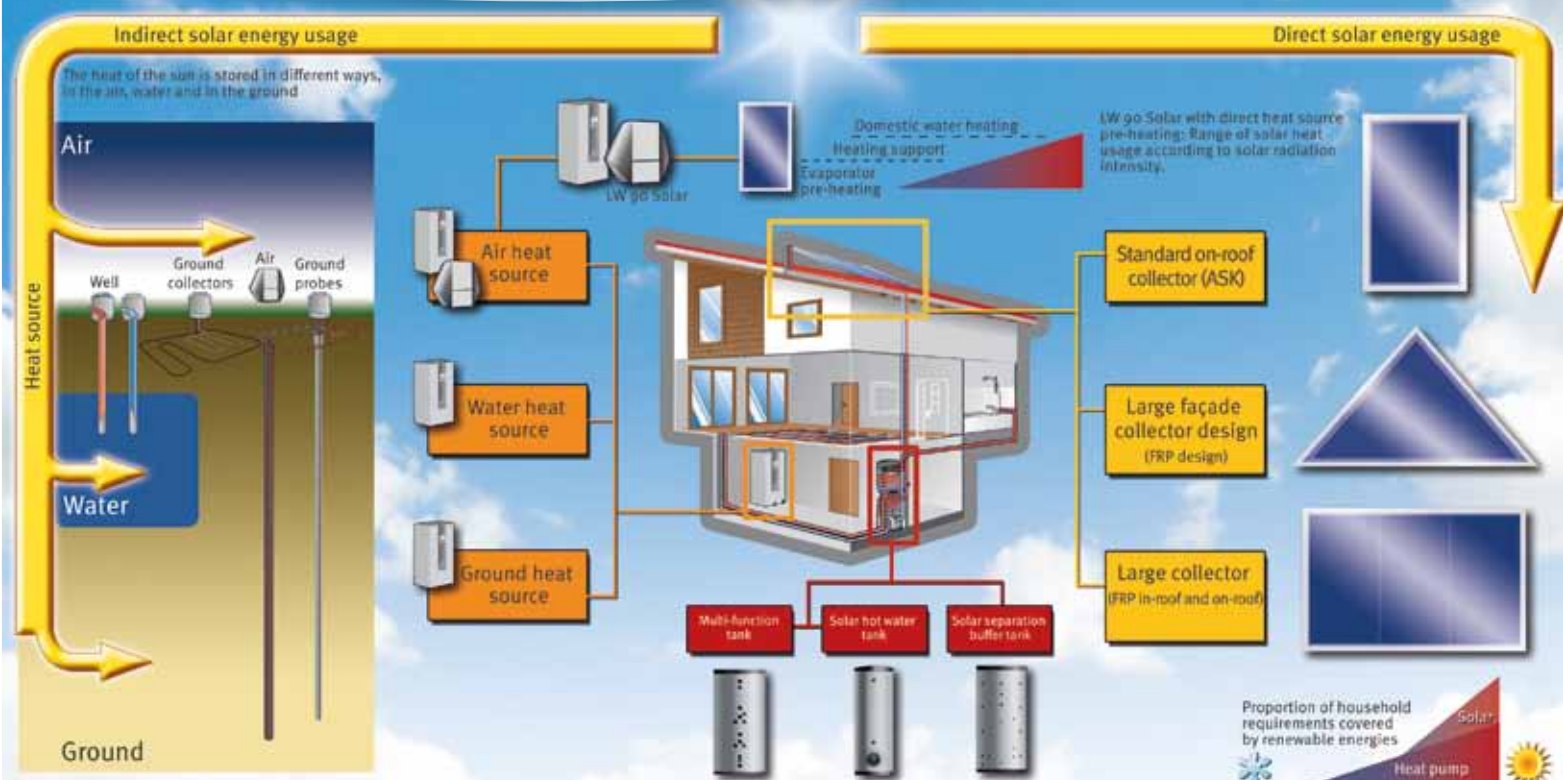 Indirect solar energy usage
Direct solar energy usage
The heat of the sun is stored in different ways,
in the air, water and in the ground
Heat source
Air
Well
Ground
collectors
Air
Ground
probes
Water
Ground
LW 90 Solar
Domestic water heating
Heating support
Evaporator
pre-heating
LW 90 Solar with direct heat source
pre-heating: Range of solar heat
usage according to solar radiation
intensity.
Air heat
source
Water heat
source
Ground heat
source
Standard on-roof
collector (ASK)
Large façade
collector design
(FRP design)
Large collector
(FRP in-roof and on-roof)
Multi-function
tank
Solar hot water
tank
Solar separation
buffer tank
Proportion of household
requirements covered
by renewable energies
Solar
Heat pump